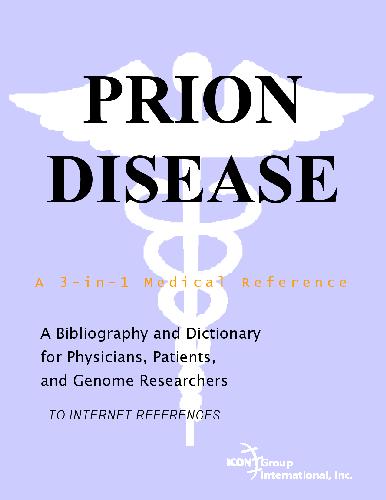 PRION
DISEASE
A 3-in-1 Medical Reference
A Bibliography and Dictionary
for Physicians, Patients,
and Genome Researchers
TO INTERNET REFERENCES
ICON Group
International, Inc.